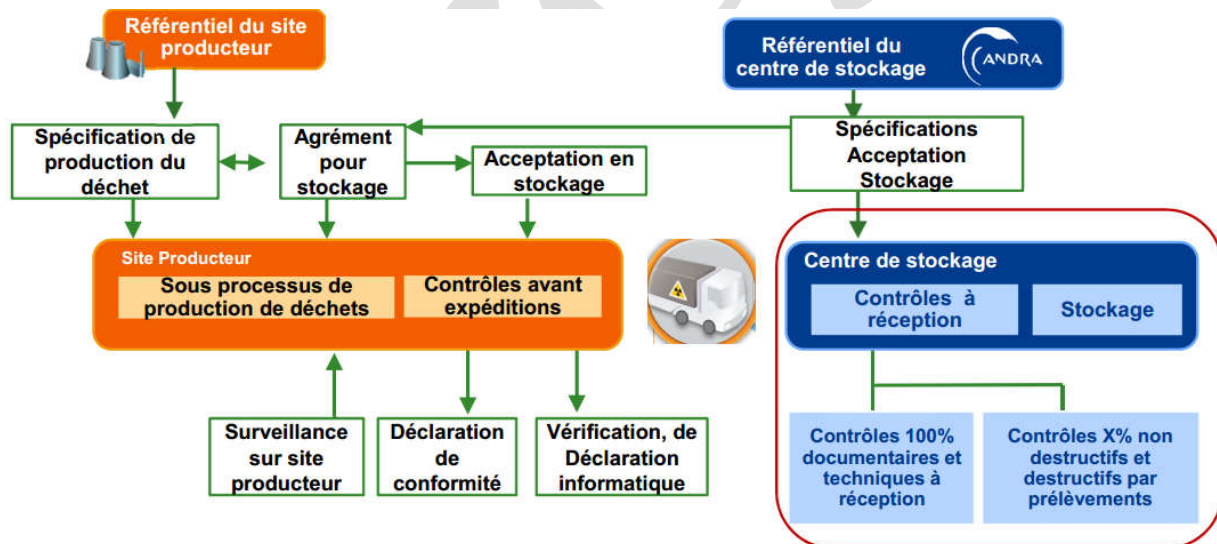 Référentiel du site
producteur
Référentiel du
centre de stockage
ANDRA
Spécification de
production du
déchet
Agrément
pour
stockage
Acceptation en
stockage
Spécifications
Acceptation
Stockage
Site Producteur
Sous processus de
production de déchets
Contrôles avant
expéditions
Centre de stockage
Contrôles à
réception
Stockage
Surveillance
sur site
producteur
Déclaration
de
conformité
Vérification, de
Déclaration
informatique
Contrôles 100%
documentaires et
techniques à
réception
Contrôles X% non
destructifs et
destructifs par
prélèvements